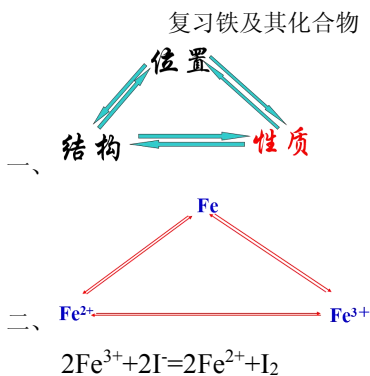 复习铁及其化合物
位置
结构 性质
一、
Fe
二、 Fe²⁺ Fe³⁺
2Fe³⁺+2I⁻=2Fe²⁺+I₂